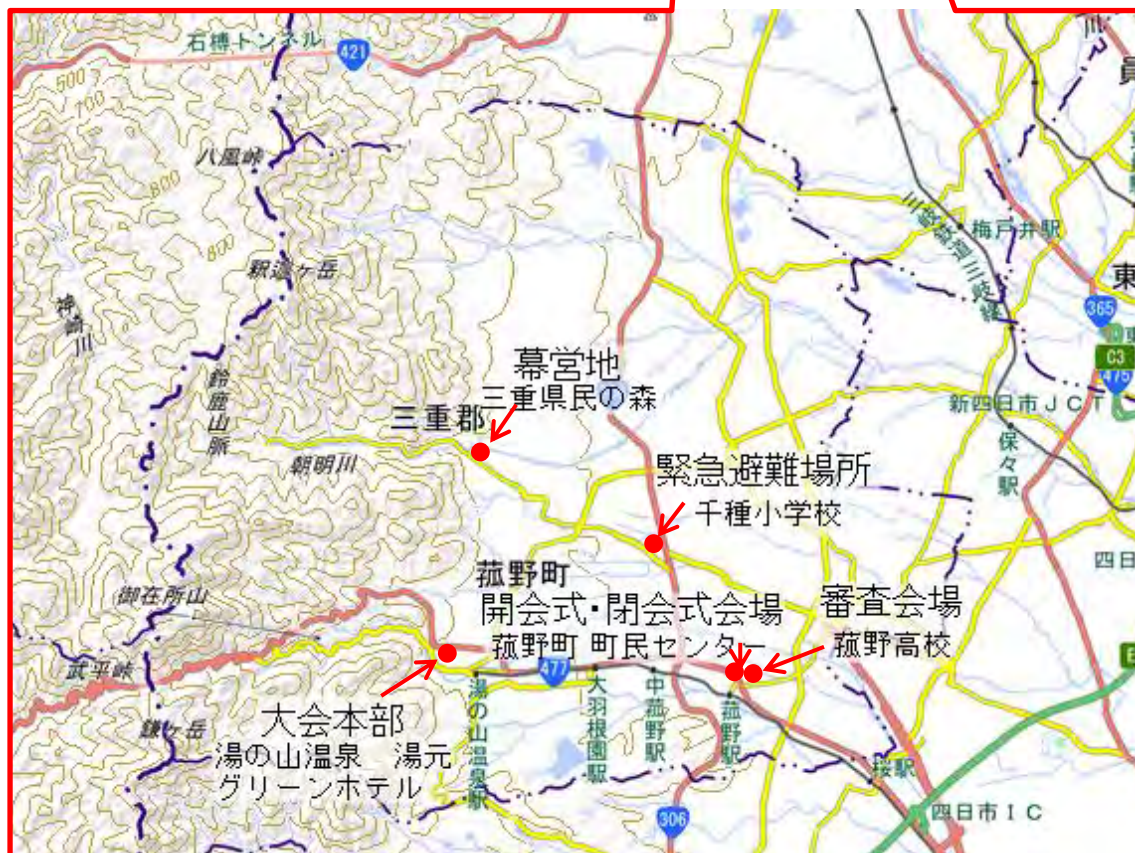 石榑トンネル
421
500
700
八風峠
800
800
釈迦ヶ岳
神崎川
鈴鹿山脈
三岐鉄道三岐線
梅戸井駅
東
365
C3
475
新四日市JCT
保々駅
幕営地
三重県民の森
三重郡
朝明川
緊急避難場所
千種小学校
四日
御在所山
武平峠
鎌ヶ岳
菰野町
開会式・閉会式会場
菰野町 町民センター
審査会場
菰野高校
477
湯の山温泉駅
大羽根園駅
中菰野駅
菰野駅
桜駅
大会本部
湯の山温泉 湯元
グリーンホテル
306
四日市IC
E